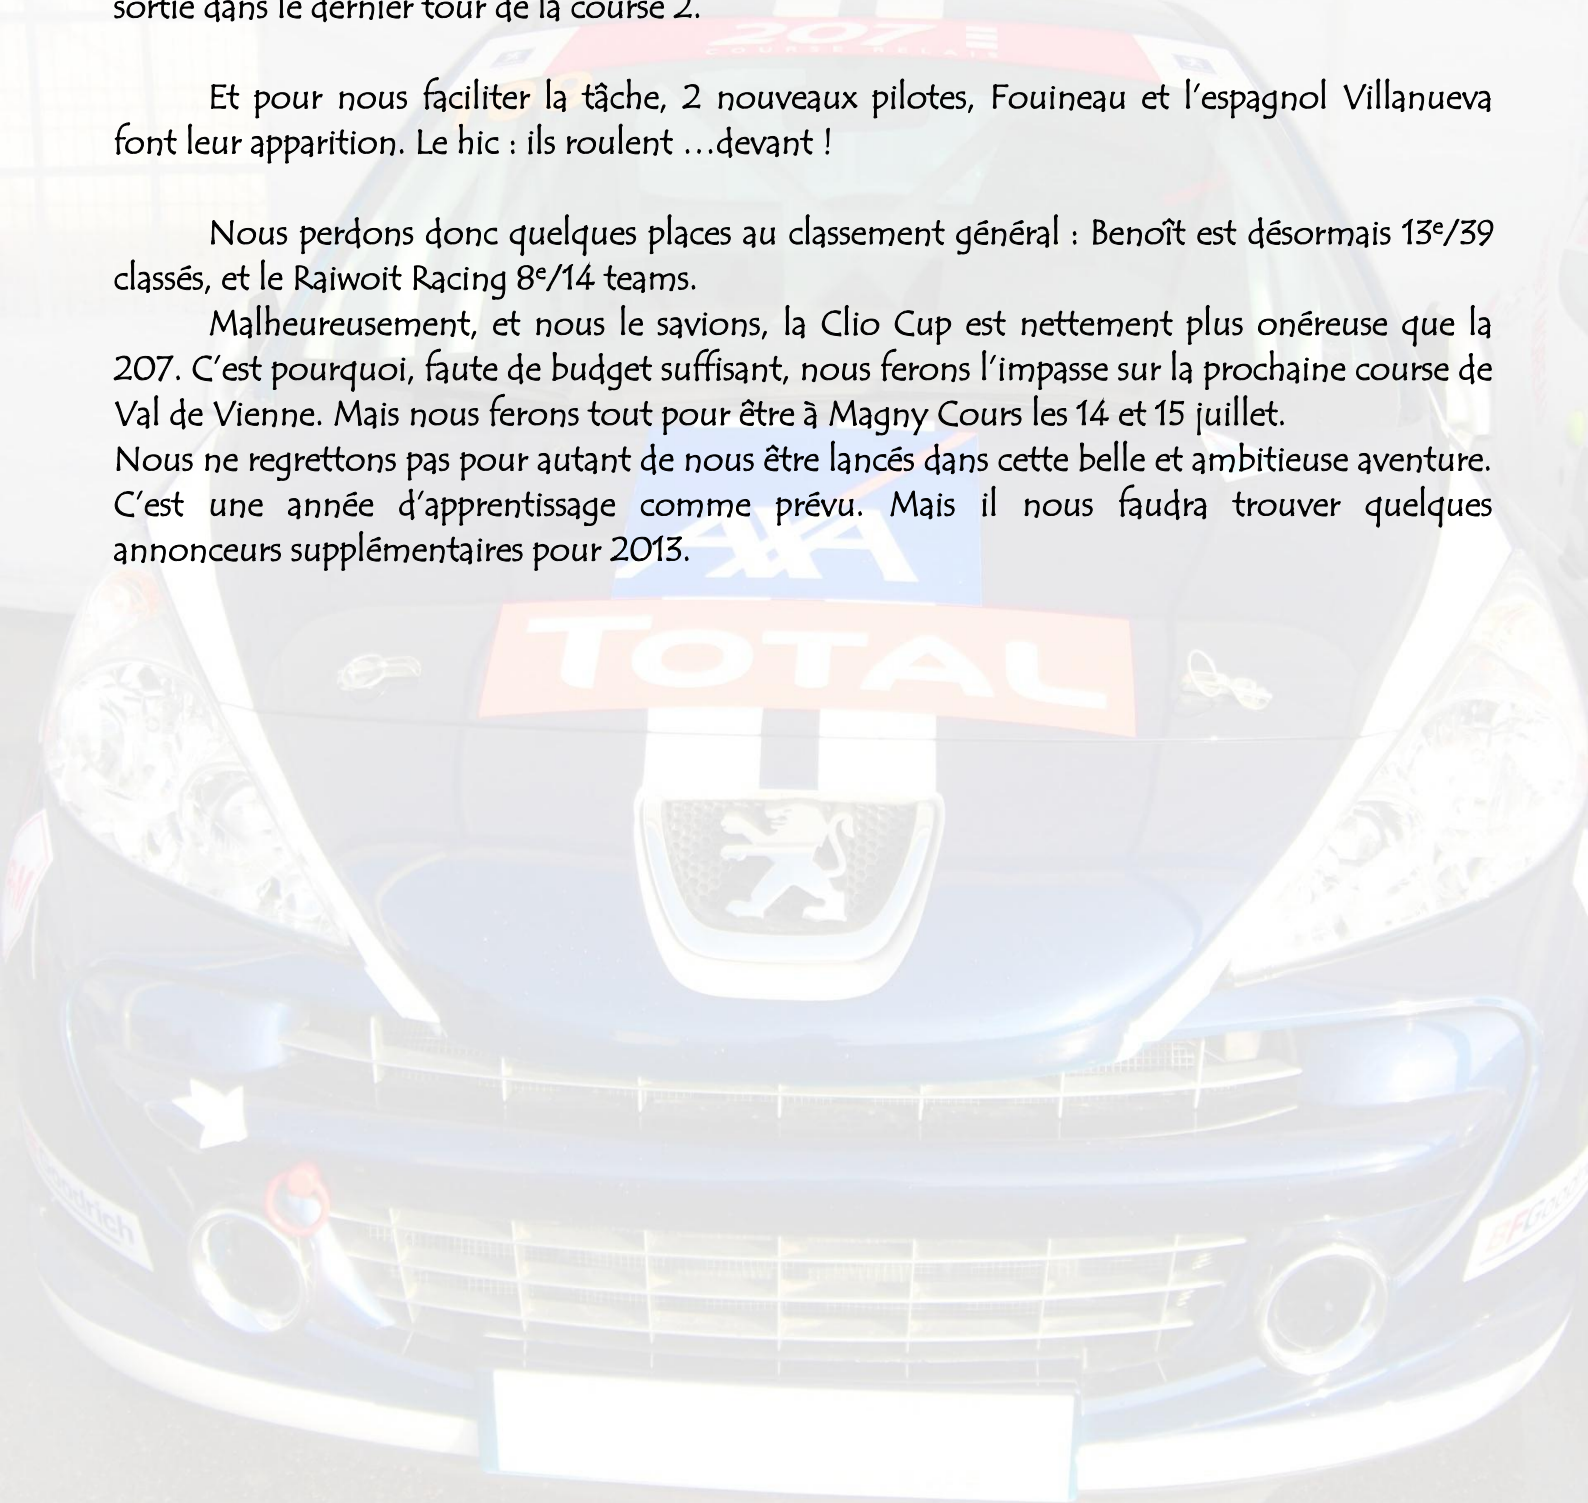 sortie dans le dernier tour de la course 2.
207
COURSE RELAIS
Et pour nous faciliter la tâche, 2 nouveaux pilotes, Fouineau et l’espagnol Villanueva
font leur apparition. Le hic : ils roulent …devant !
Nous perdons donc quelques places au classement général : Benoît est désormais 13e/39
classés, et le Raiwoit Racing 8e/14 teams.
Malheureusement, et nous le savions, la Clio Cup est nettement plus onéreuse que la
207. C’est pourquoi, faute de budget suffisant, nous ferons l’impasse sur la prochaine course de
Val de Vienne. Mais nous ferons tout pour être à Magny Cours les 14 et 15 juillet.
Nous ne regrettons pas pour autant de nous être lancés dans cette belle et ambitieuse aventure.
C’est une année d’apprentissage comme prévu. Mais il nous faudra trouver quelques
annonceurs supplémentaires pour 2013.
AXA
TOTAL